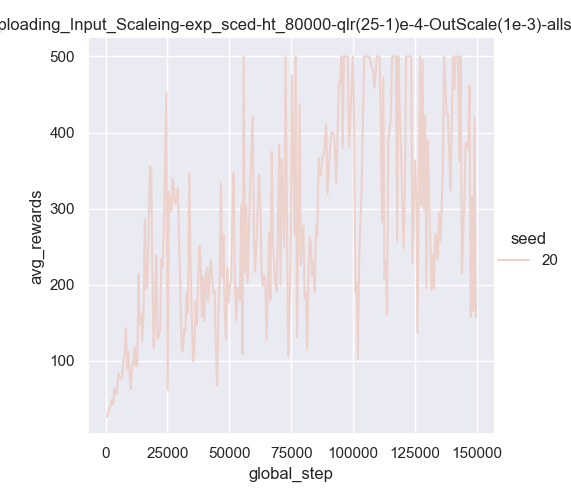 ploading_Input_Scaleing-exp_sced-ht_80000-qlr(25-1)e-4-OutScale(1e-3)-alls
500
400
300
200
100
avg_rewards
seed
20
0 25000 50000 75000 100000 125000 150000
global_step